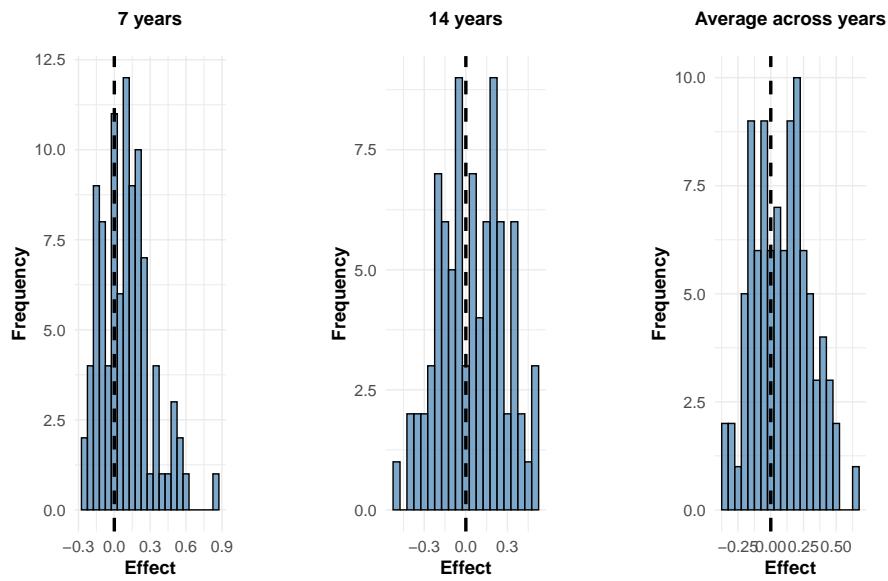 7 years
14 years
Average across years
12.5
10.0
7.5
5.0
2.5
0.0
Frequency
−0.3 0.0 0.3 0.6 0.9
Effect
7.5
5.0
2.5
0.0
Frequency
−0.3 0.0 0.3
Effect
10.0
7.5
5.0
2.5
0.0
Frequency
−0.25 0.00 0.25 0.50
Effect